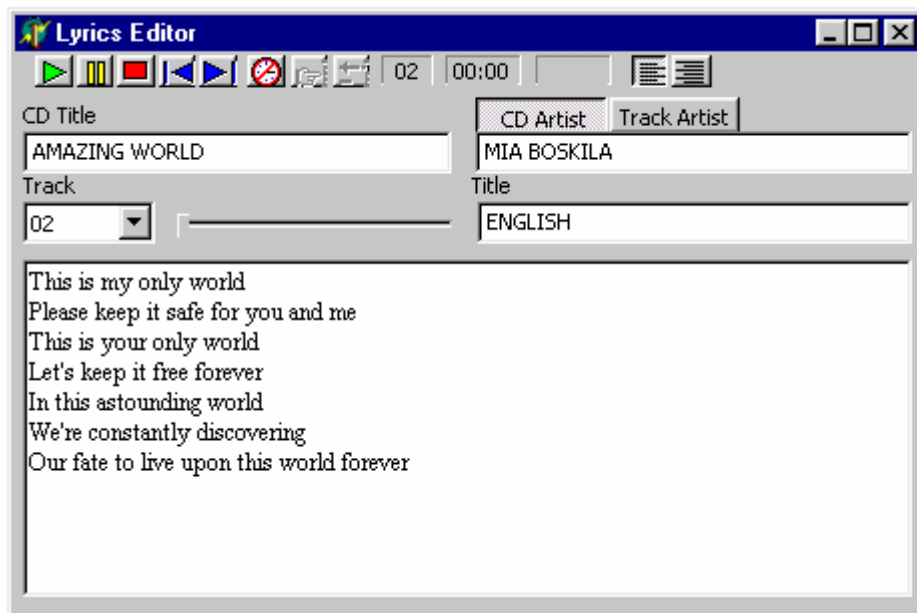 Lyrics Editor
02 00:00
CD Title
CD Artist Track Artist
AMAZING WORLD
MIA BOSKILA
Track
Title
02
ENGLISH
This is my only world
Please keep it safe for you and me
This is your only world
Let's keep it free forever
In this astounding world
We're constantly discovering
Our fate to live upon this world forever